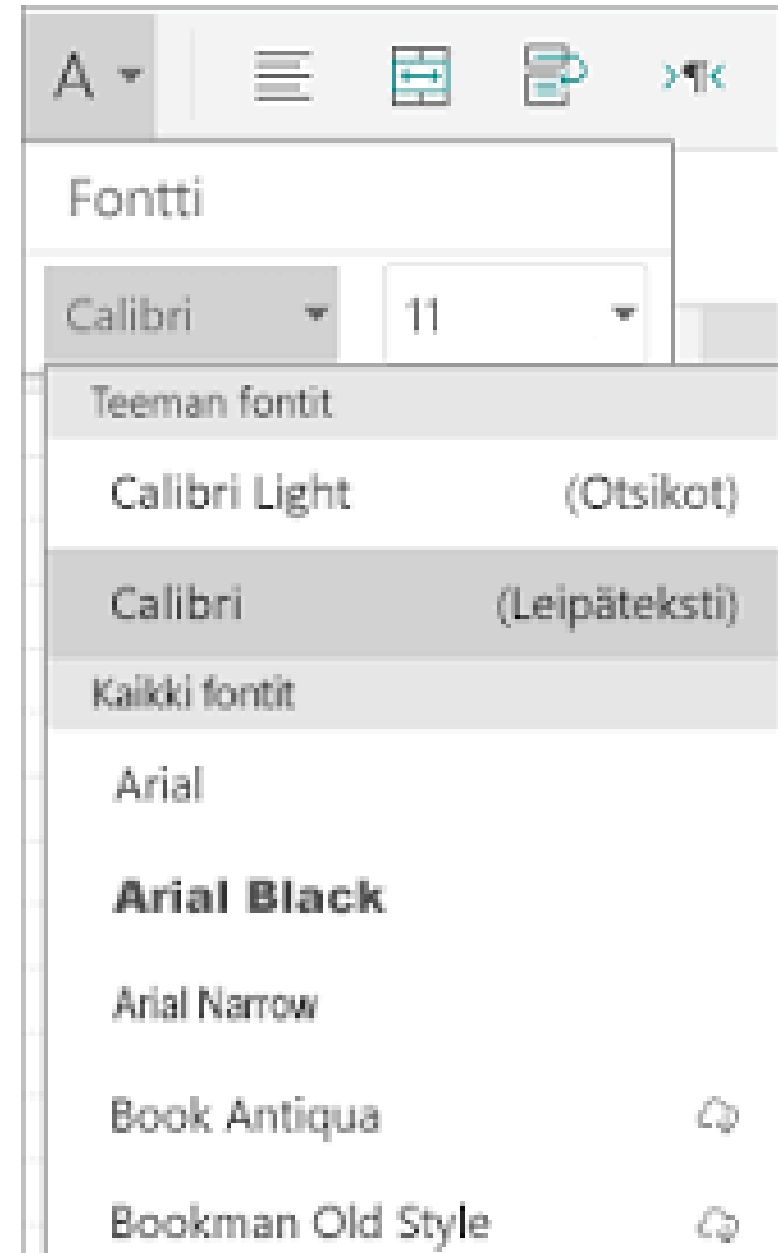 A
Fontti
Calibri 11
Teeman fontit
Calibri Light (Otsikot)
Calibri (Leipäteksti)
Kaikki fontit
Arial
Arial Black
Arial Narrow
Book Antiqua
Bookman Old Style